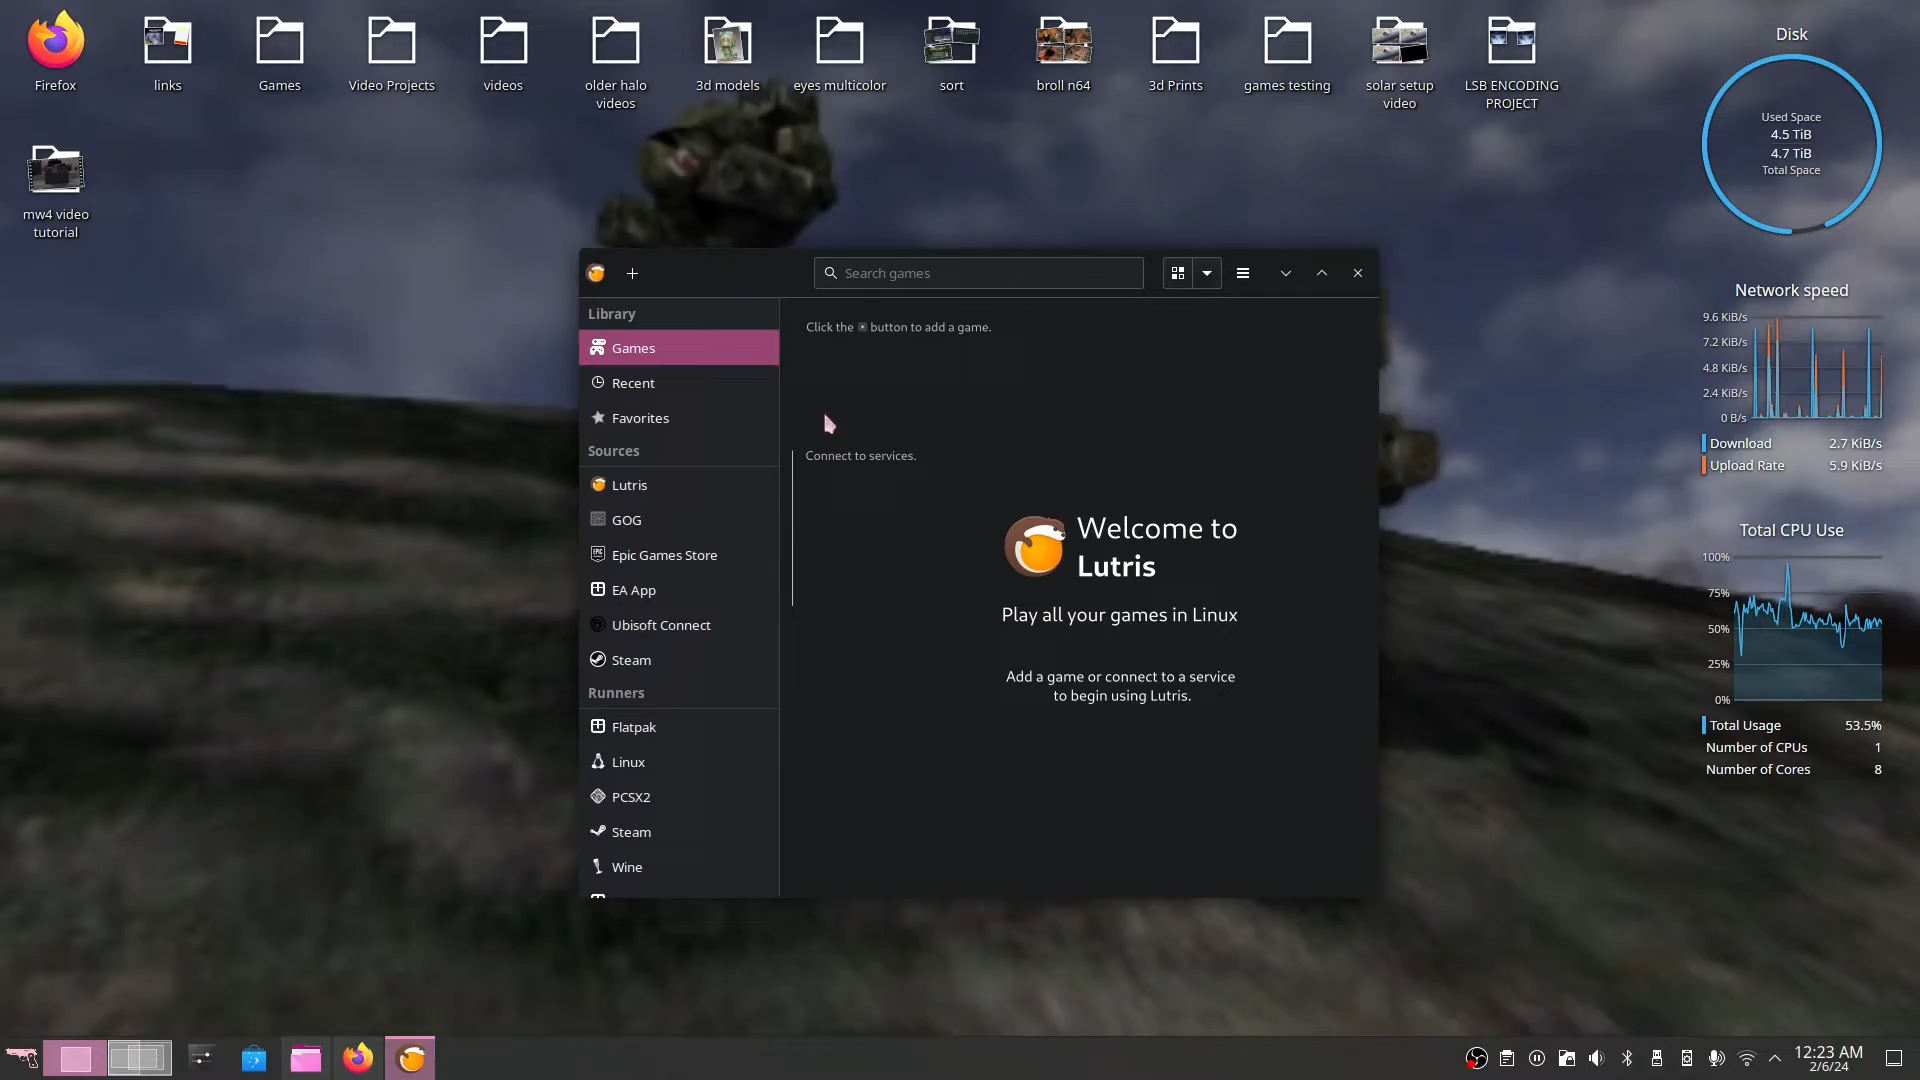 Firefox
links
Games
Video Projects
videos
older halo
videos
3d models
eyes multicolor
sort
broll n64
3d Prints
games testing
solar setup
video
LSB ENCODING
PROJECT
mw4 video
tutorial
Disk
Used Space
4.5 TiB
4.7 TiB
Total Space
Network speed
9.6 KiB/s
7.2 KiB/s
4.8 KiB/s
2.4 KiB/s
0 B/s
Download 2.7 KiB/s
Upload Rate 5.9 KiB/s
Total CPU Use
100%
75%
50%
25%
0%
Total Usage 53.5%
Number of CPUs 1
Number of Cores 8
Search games
Library
Games
Recent
Favorites
Sources
Lutris
GOG
Epic Games Store
EA App
Ubisoft Connect
Steam
Runners
Flatpak
Linux
PCSX2
Steam
Wine
Click the + button to add a game.
Connect to services.
Welcome to
Lutris
Play all your games in Linux
Add a game or connect to a service
to begin using Lutris.
12:23 AM
2/6/24